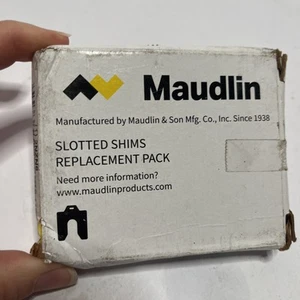 Maudlin
Manufactured by Maudlin & Son Mfg. Co., Inc. Since 1938
SLOTTED SHIMS
REPLACEMENT PACK
Need more information?
www.maudlinproducts.com